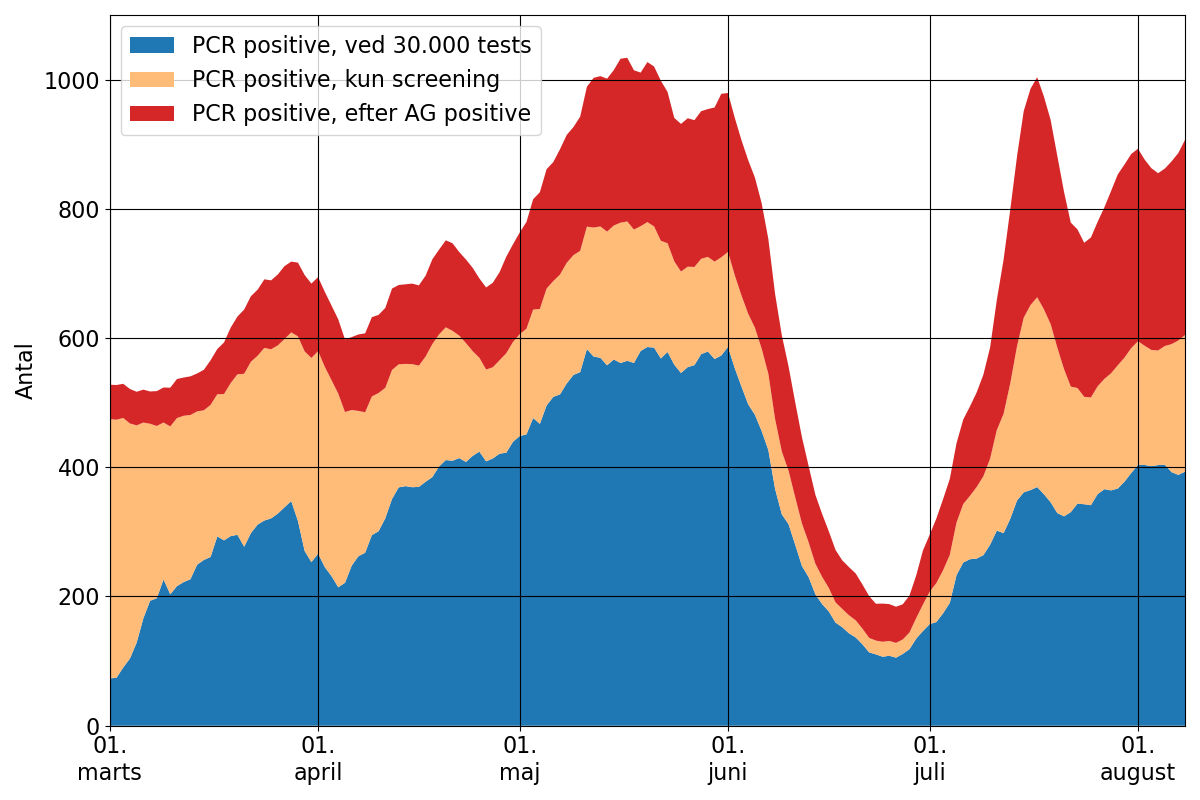 PCR positive, ved 30.000 tests
PCR positive, kun screening
PCR positive, efter AG positive
Antal
1000
800
600
400
200
0
01. marts
01. april
01. maj
01. juni
01. juli
01. august